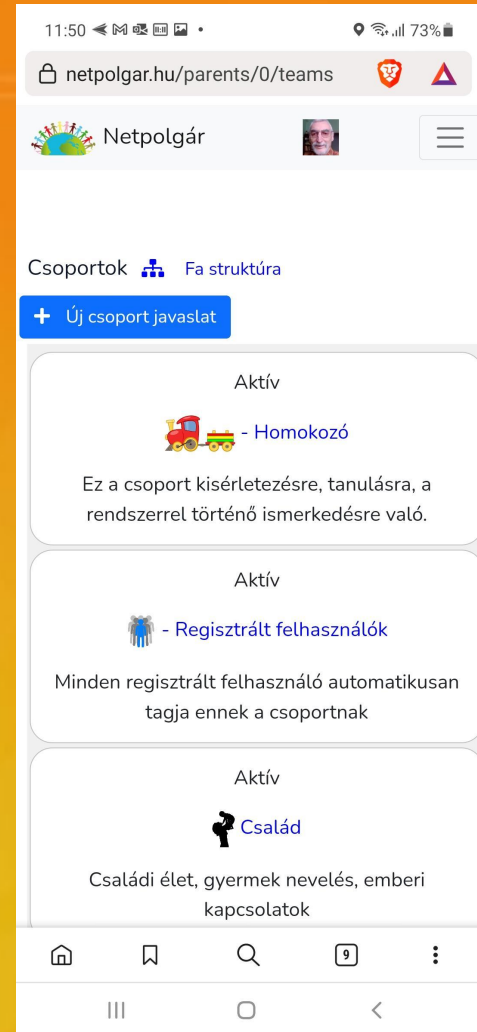 11:50
73%
netpolgar.hu/parents/0/teams
Netpolgár
Csoportok Fa struktúra
+ Új csoport javaslat
Aktív
- Homokozó
Ez a csoport kisérletezésre, tanulásra, a
rendszerrel történő ismerkedésre való.
Aktív
- Regisztrált felhasználók
Minden regisztrált felhasználó automatikusan
tagja ennek a csoportnak
Aktív
Család
Családi élet, gyermek nevelés, emberi
kapcsolatok
9